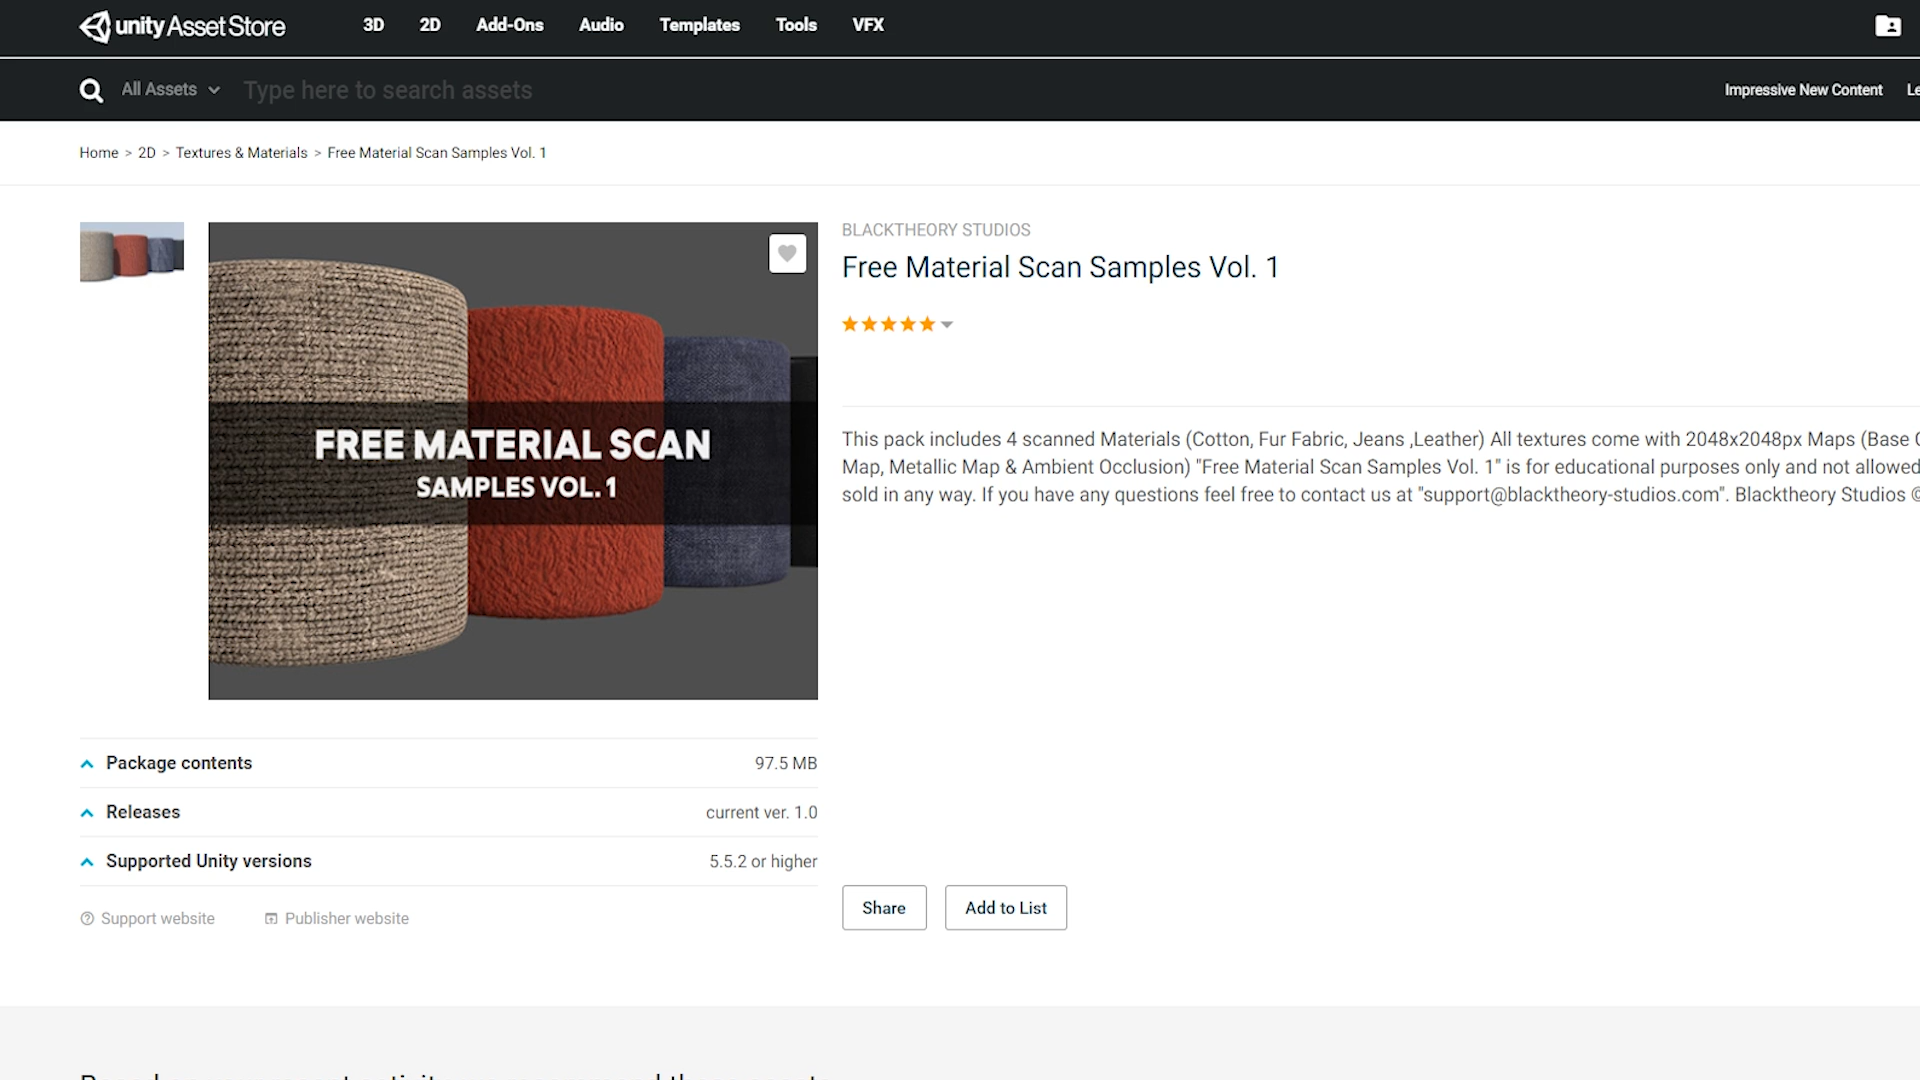 unity Asset Store
3D 2D Add-Ons Audio Templates Tools VFX
All Assets Type here to search assets
Impressive New Content
Home > 2D > Textures & Materials > Free Material Scan Samples Vol. 1
BLACKTHEORY STUDIOS
Free Material Scan Samples Vol. 1
FREE MATERIAL SCAN
SAMPLES VOL. 1
This pack includes 4 scanned Materials (Cotton, Fur Fabric, Jeans ,Leather) All textures come with 2048x2048px Maps (Base
Map, Metallic Map & Ambient Occlusion) "Free Material Scan Samples Vol. 1" is for educational purposes only and not allowed
sold in any way. If you have any questions feel free to contact us at "support@blacktheory-studios.com". Blacktheory Studios ©
Package contents 97.5 MB
Releases current ver. 1.0
Supported Unity versions 5.5.2 or higher
Support website Publisher website
Share Add to List